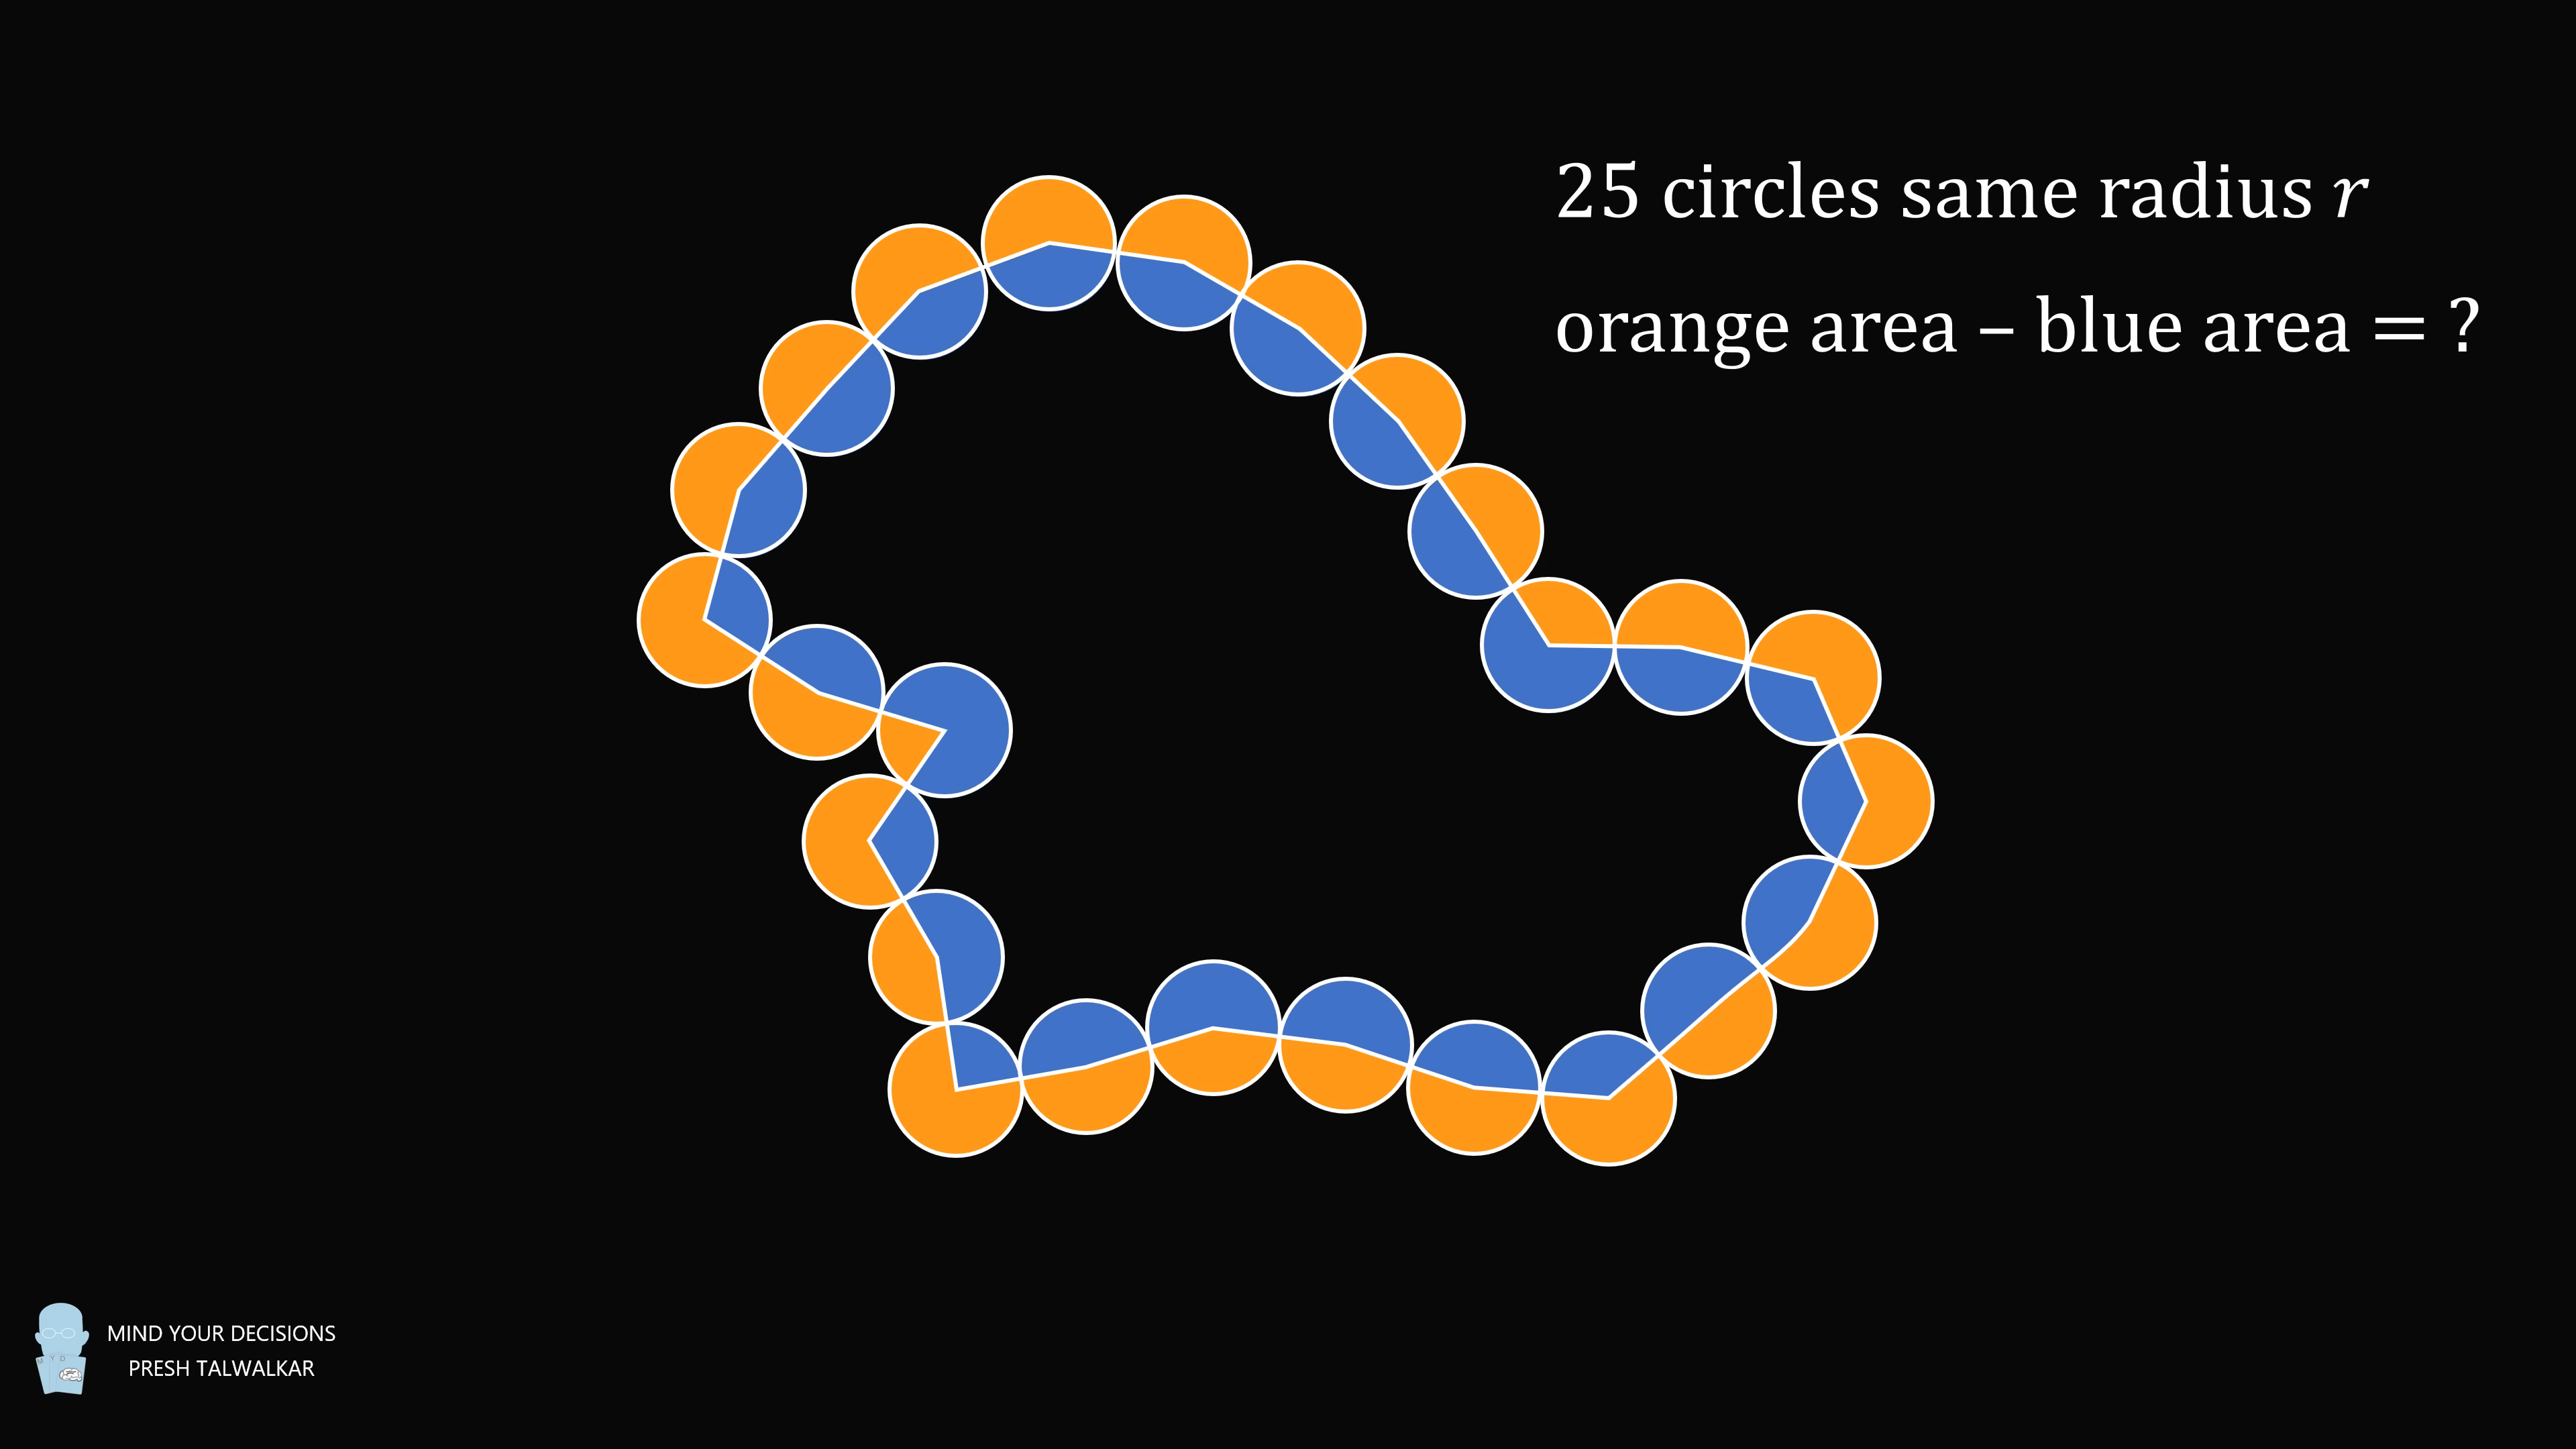 25 circles same radius r
orange area – blue area = ?
M Y D
MIND YOUR DECISIONS
PRESH TALWALKAR